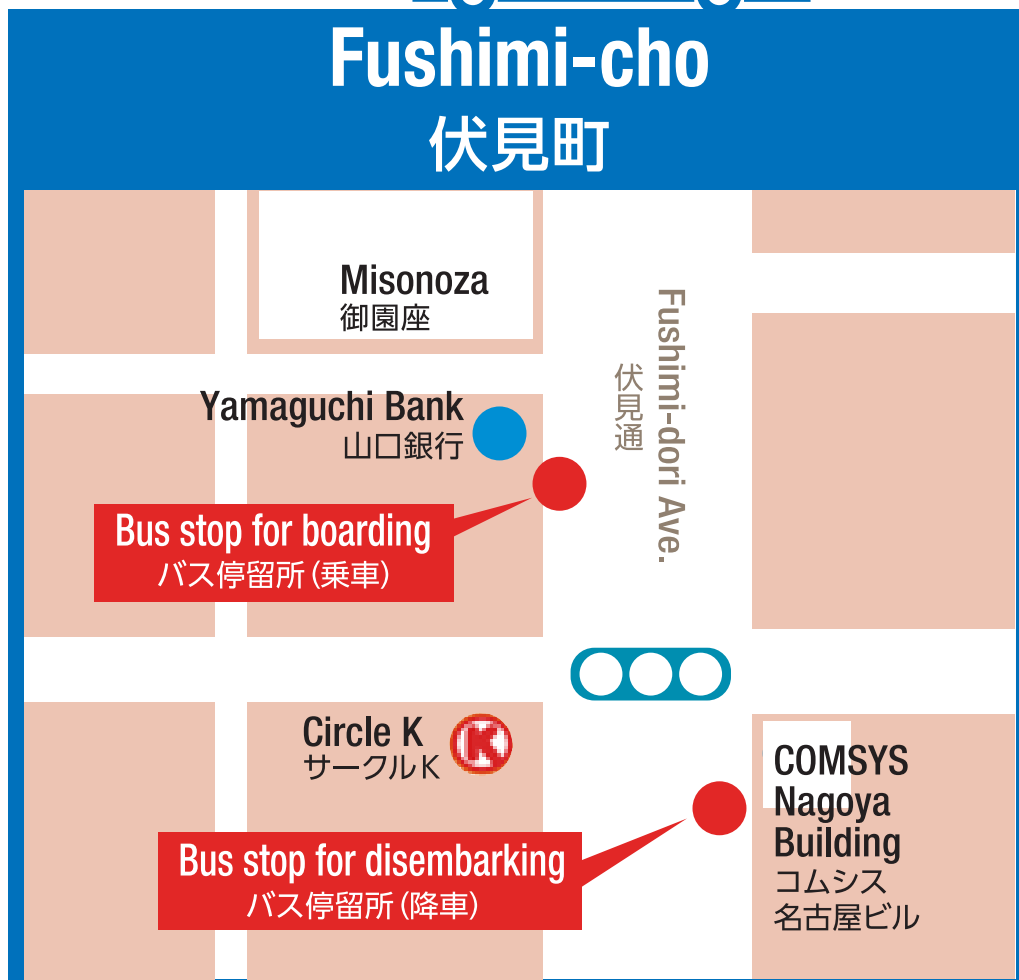 Fushimi-cho
伏見町
Misonoza
御園座
Fushimi-dori Ave.
伏見通
Yamaguchi Bank
山口銀行
Bus stop for boarding
バス停留所（乗車）
Circle K
サークルK
K
COMSYS
Nagoya
Building
コムシス
名古屋ビル
Bus stop for disembarking
バス停留所（降車）